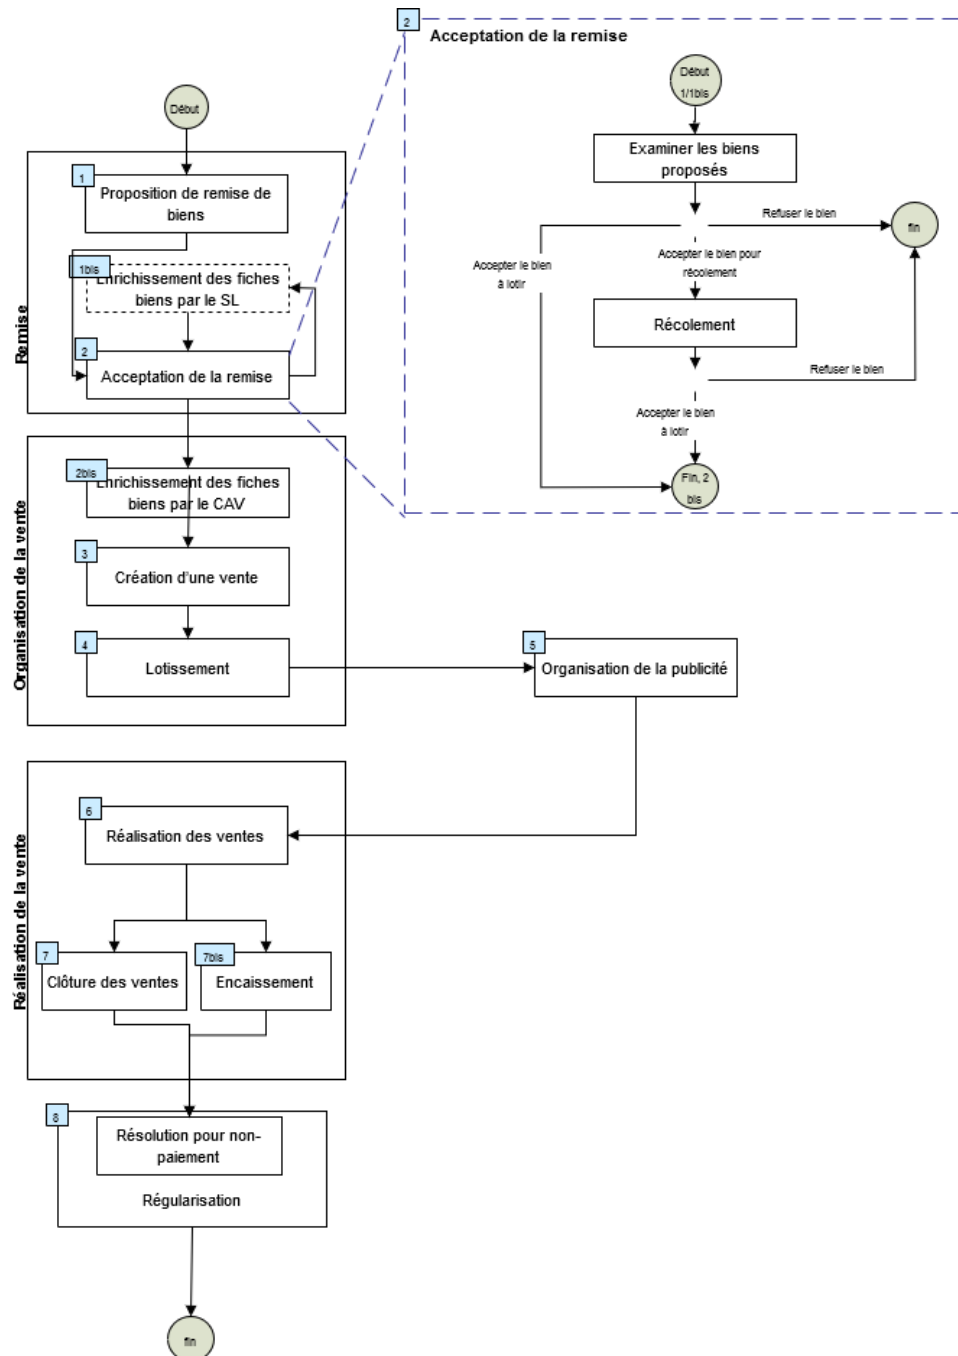 Début
Remise
1
Proposition de remise de
biens
1bis
Enrichissement des fiches
biens par le SL
2
Acceptation de la remise
Organisation de la vente
2bis
Enrichissement des fiches
biens par le CAV
3
Création d'une vente
4
Lotissement
5
Organisation de la publicité
Réalisation de la vente
6
Réalisation des ventes
7
Clôture des ventes
7bis
Encaissement
8
Résolution pour non-
paiement
Régularisation
fin
2
Acceptation de la remise
Début
1/1bis
Examiner les biens
proposés
Refuser le bien
fin
Accepter le bien
à lotir
Accepter le bien pour
récolement
Récolement
Refuser le bien
Accepter le bien
à lotir
Fin, 2
bis